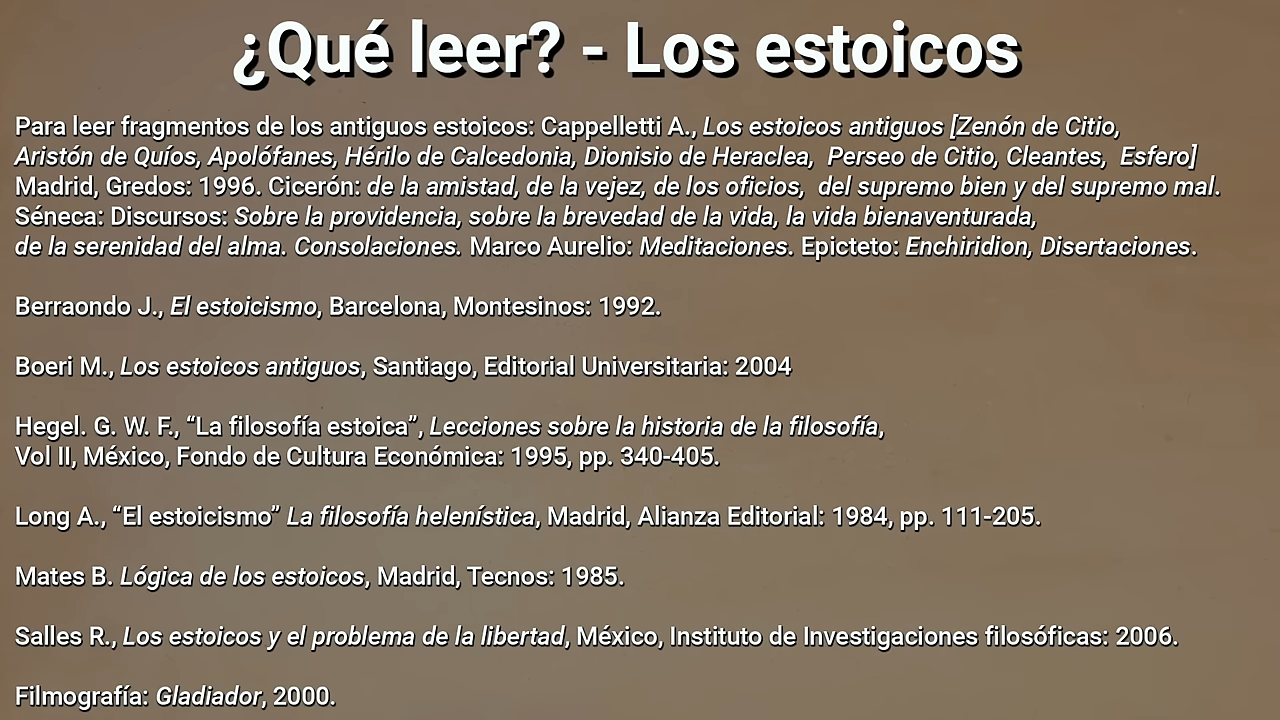 ¿Qué leer? - Los estoicos
Para leer fragmentos de los antiguos estoicos: Cappelletti A., Los estoicos antiguos [Zenón de Citio,
Aristón de Quíos, Apolófanes, Hérilo de Calcedonia, Dionisio de Heraclea,  Perseo de Citio, Cleantes,  Esfero]
Madrid, Gredos: 1996. Cicerón: de la amistad, de la vejez, de los oficios,  del supremo bien y del supremo mal.
Séneca: Discursos: Sobre la providencia, sobre la brevedad de la vida, la vida bienaventurada,
de la serenidad del alma. Consolaciones. Marco Aurelio: Meditaciones. Epicteto: Enchiridion, Disertaciones.
Berraondo J., El estoicismo, Barcelona, Montesinos: 1992.
Boeri M., Los estoicos antiguos, Santiago, Editorial Universitaria: 2004
Hegel. G. W. F., “La filosofía estoica”, Lecciones sobre la historia de la filosofía,
Vol II, México, Fondo de Cultura Económica: 1995, pp. 340-405.
Long A., “El estoicismo” La filosofía helenística, Madrid, Alianza Editorial: 1984, pp. 111-205.
Mates B. Lógica de los estoicos, Madrid, Tecnos: 1985.
Salles R., Los estoicos y el problema de la libertad, México, Instituto de Investigaciones filosóficas: 2006.
Filmografía: Gladiador, 2000.